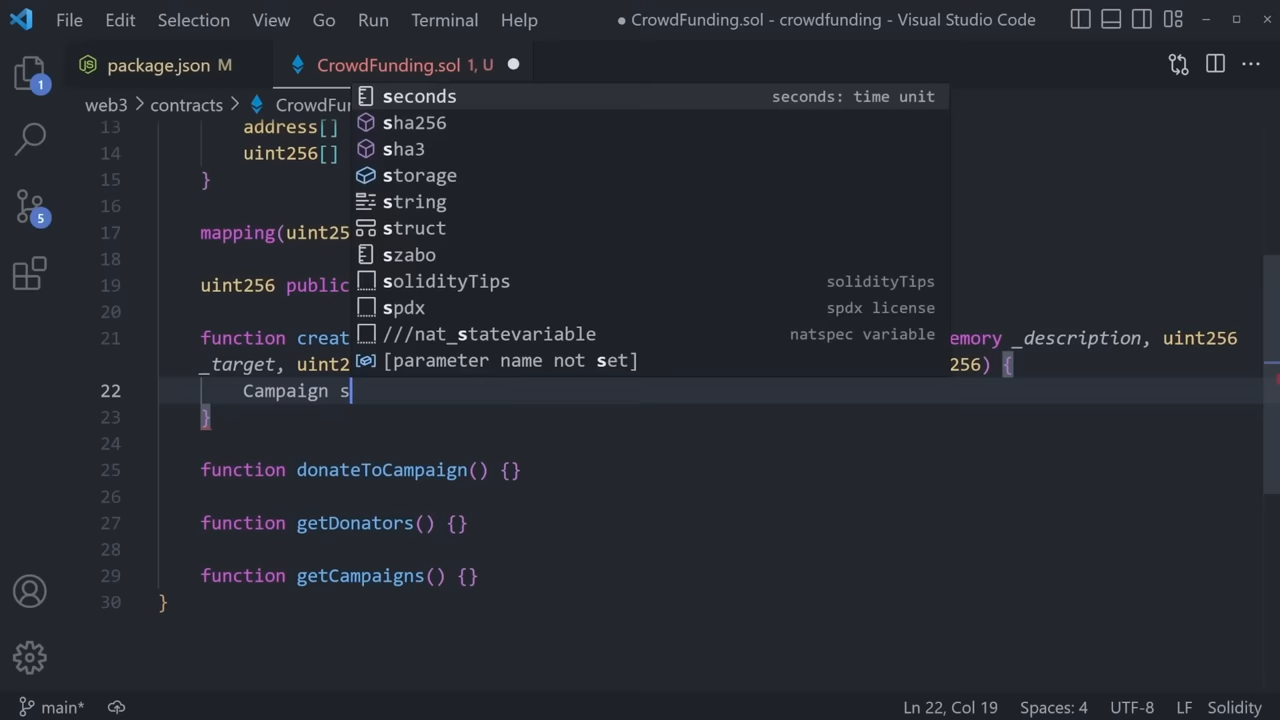 File Edit Selection View Go Run Terminal Help ● CrowdFunding.sol - crowdfunding - Visual Studio Code
package.json M CrowdFunding.sol 1, U
1
web3 > contracts > CrowdFu
seconds seconds: time unit
sha256
sha3
storage
string
struct
szabo
solidityTips solidityTips
spdx spdx license
///nat_statevariable natspec variable
[parameter name not set]
5
13 address[]
14 uint256[]
15 }
16
17 mapping(uint25
18
19 uint256 public
20
21 function creat emory _description, uint256
_target, uint2 256) {
22 Campaign s
23 }
24
25 function donateToCampaign() {}
26
27 function getDonators() {}
28
29 function getCampaigns() {}
30 }
main* Ln 22, Col 19 Spaces: 4 UTF-8 LF Solidity